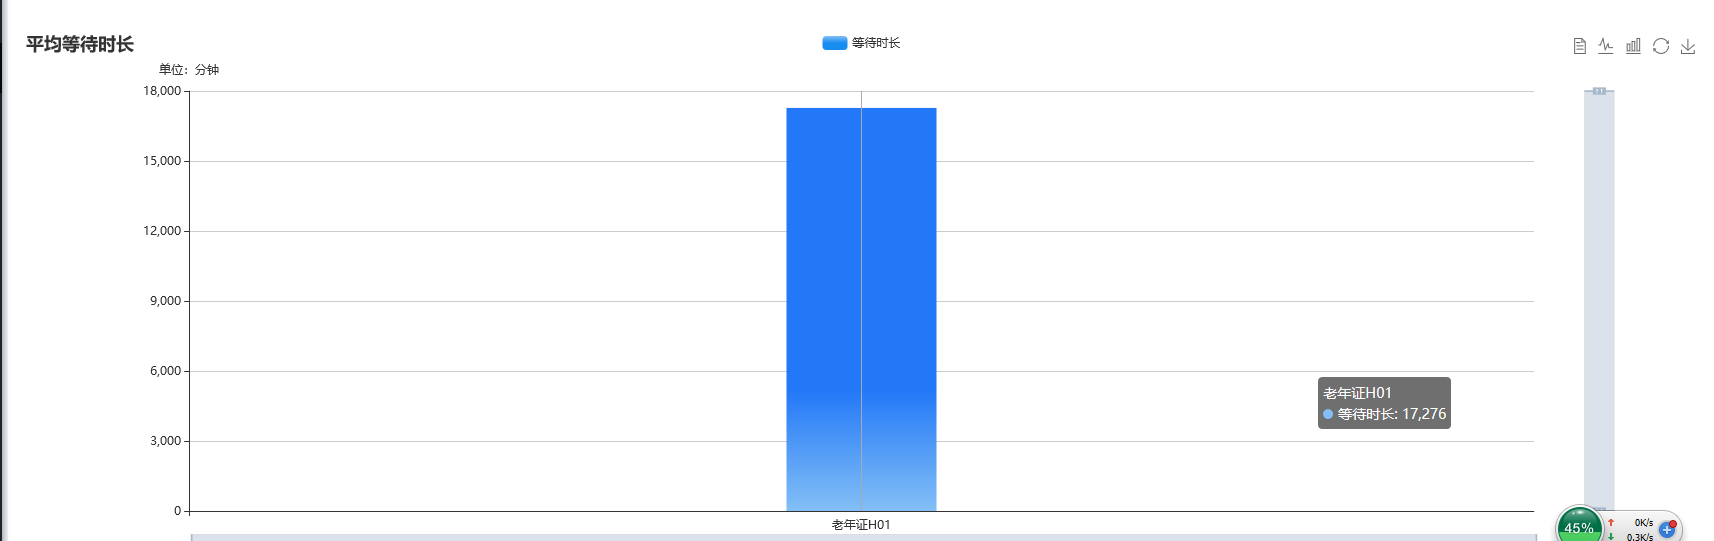 平均等待时长
等待时长
单位：分钟
18,000
15,000
12,000
9,000
6,000
3,000
0
老年证H01
等待时长: 17,276
老年证H01
45%
0K/s
0.3K/s